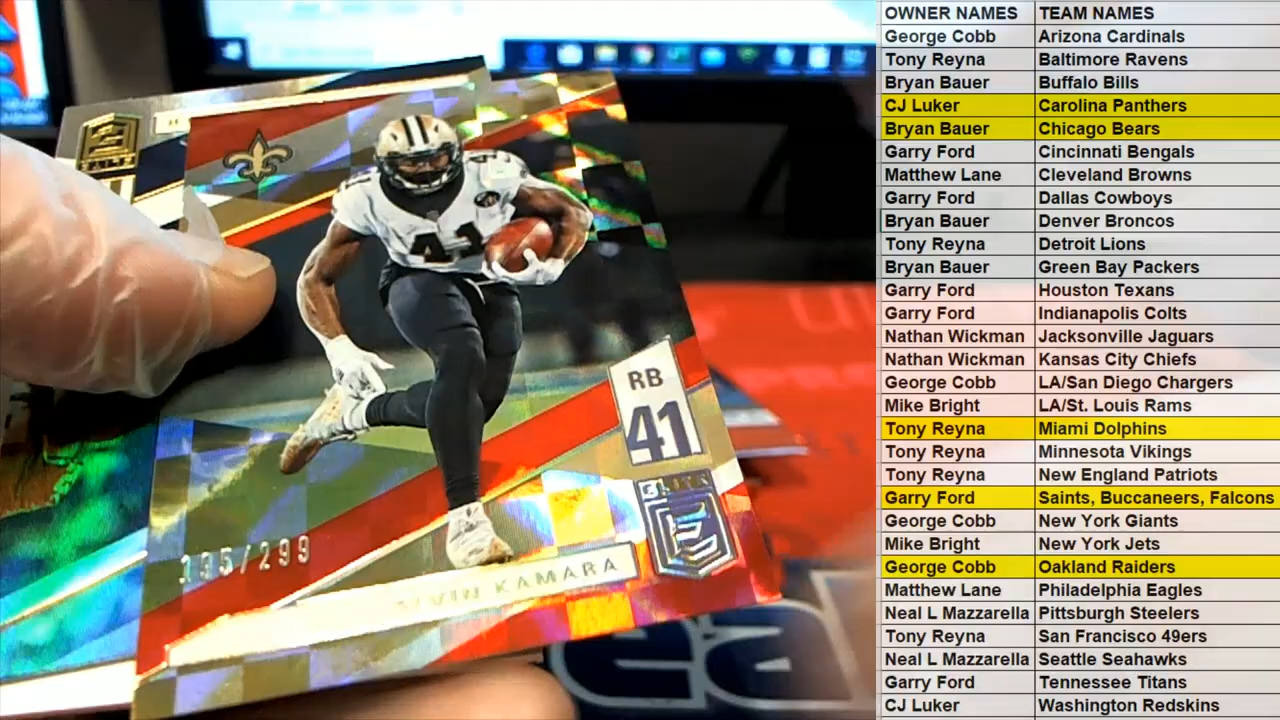 41
RB
41
ELITE
195/299
ALVIN KAMARA
OWNER NAMES TEAM NAMES
George Cobb Arizona Cardinals
Tony Reyna Baltimore Ravens
Bryan Bauer Buffalo Bills
CJ Luker Carolina Panthers
Bryan Bauer Chicago Bears
Garry Ford Cincinnati Bengals
Matthew Lane Cleveland Browns
Garry Ford Dallas Cowboys
Bryan Bauer Denver Broncos
Tony Reyna Detroit Lions
Bryan Bauer Green Bay Packers
Garry Ford Houston Texans
Garry Ford Indianapolis Colts
Nathan Wickman Jacksonville Jaguars
Nathan Wickman Kansas City Chiefs
George Cobb LA/San Diego Chargers
Mike Bright LA/St. Louis Rams
Tony Reyna Miami Dolphins
Tony Reyna Minnesota Vikings
Tony Reyna New England Patriots
Garry Ford Saints, Buccaneers, Falcons
George Cobb New York Giants
Mike Bright New York Jets
George Cobb Oakland Raiders
Matthew Lane Philadelphia Eagles
Neal L Mazzarella Pittsburgh Steelers
Tony Reyna San Francisco 49ers
Neal L Mazzarella Seattle Seahawks
Garry Ford Tennessee Titans
CJ Luker Washington Redskins